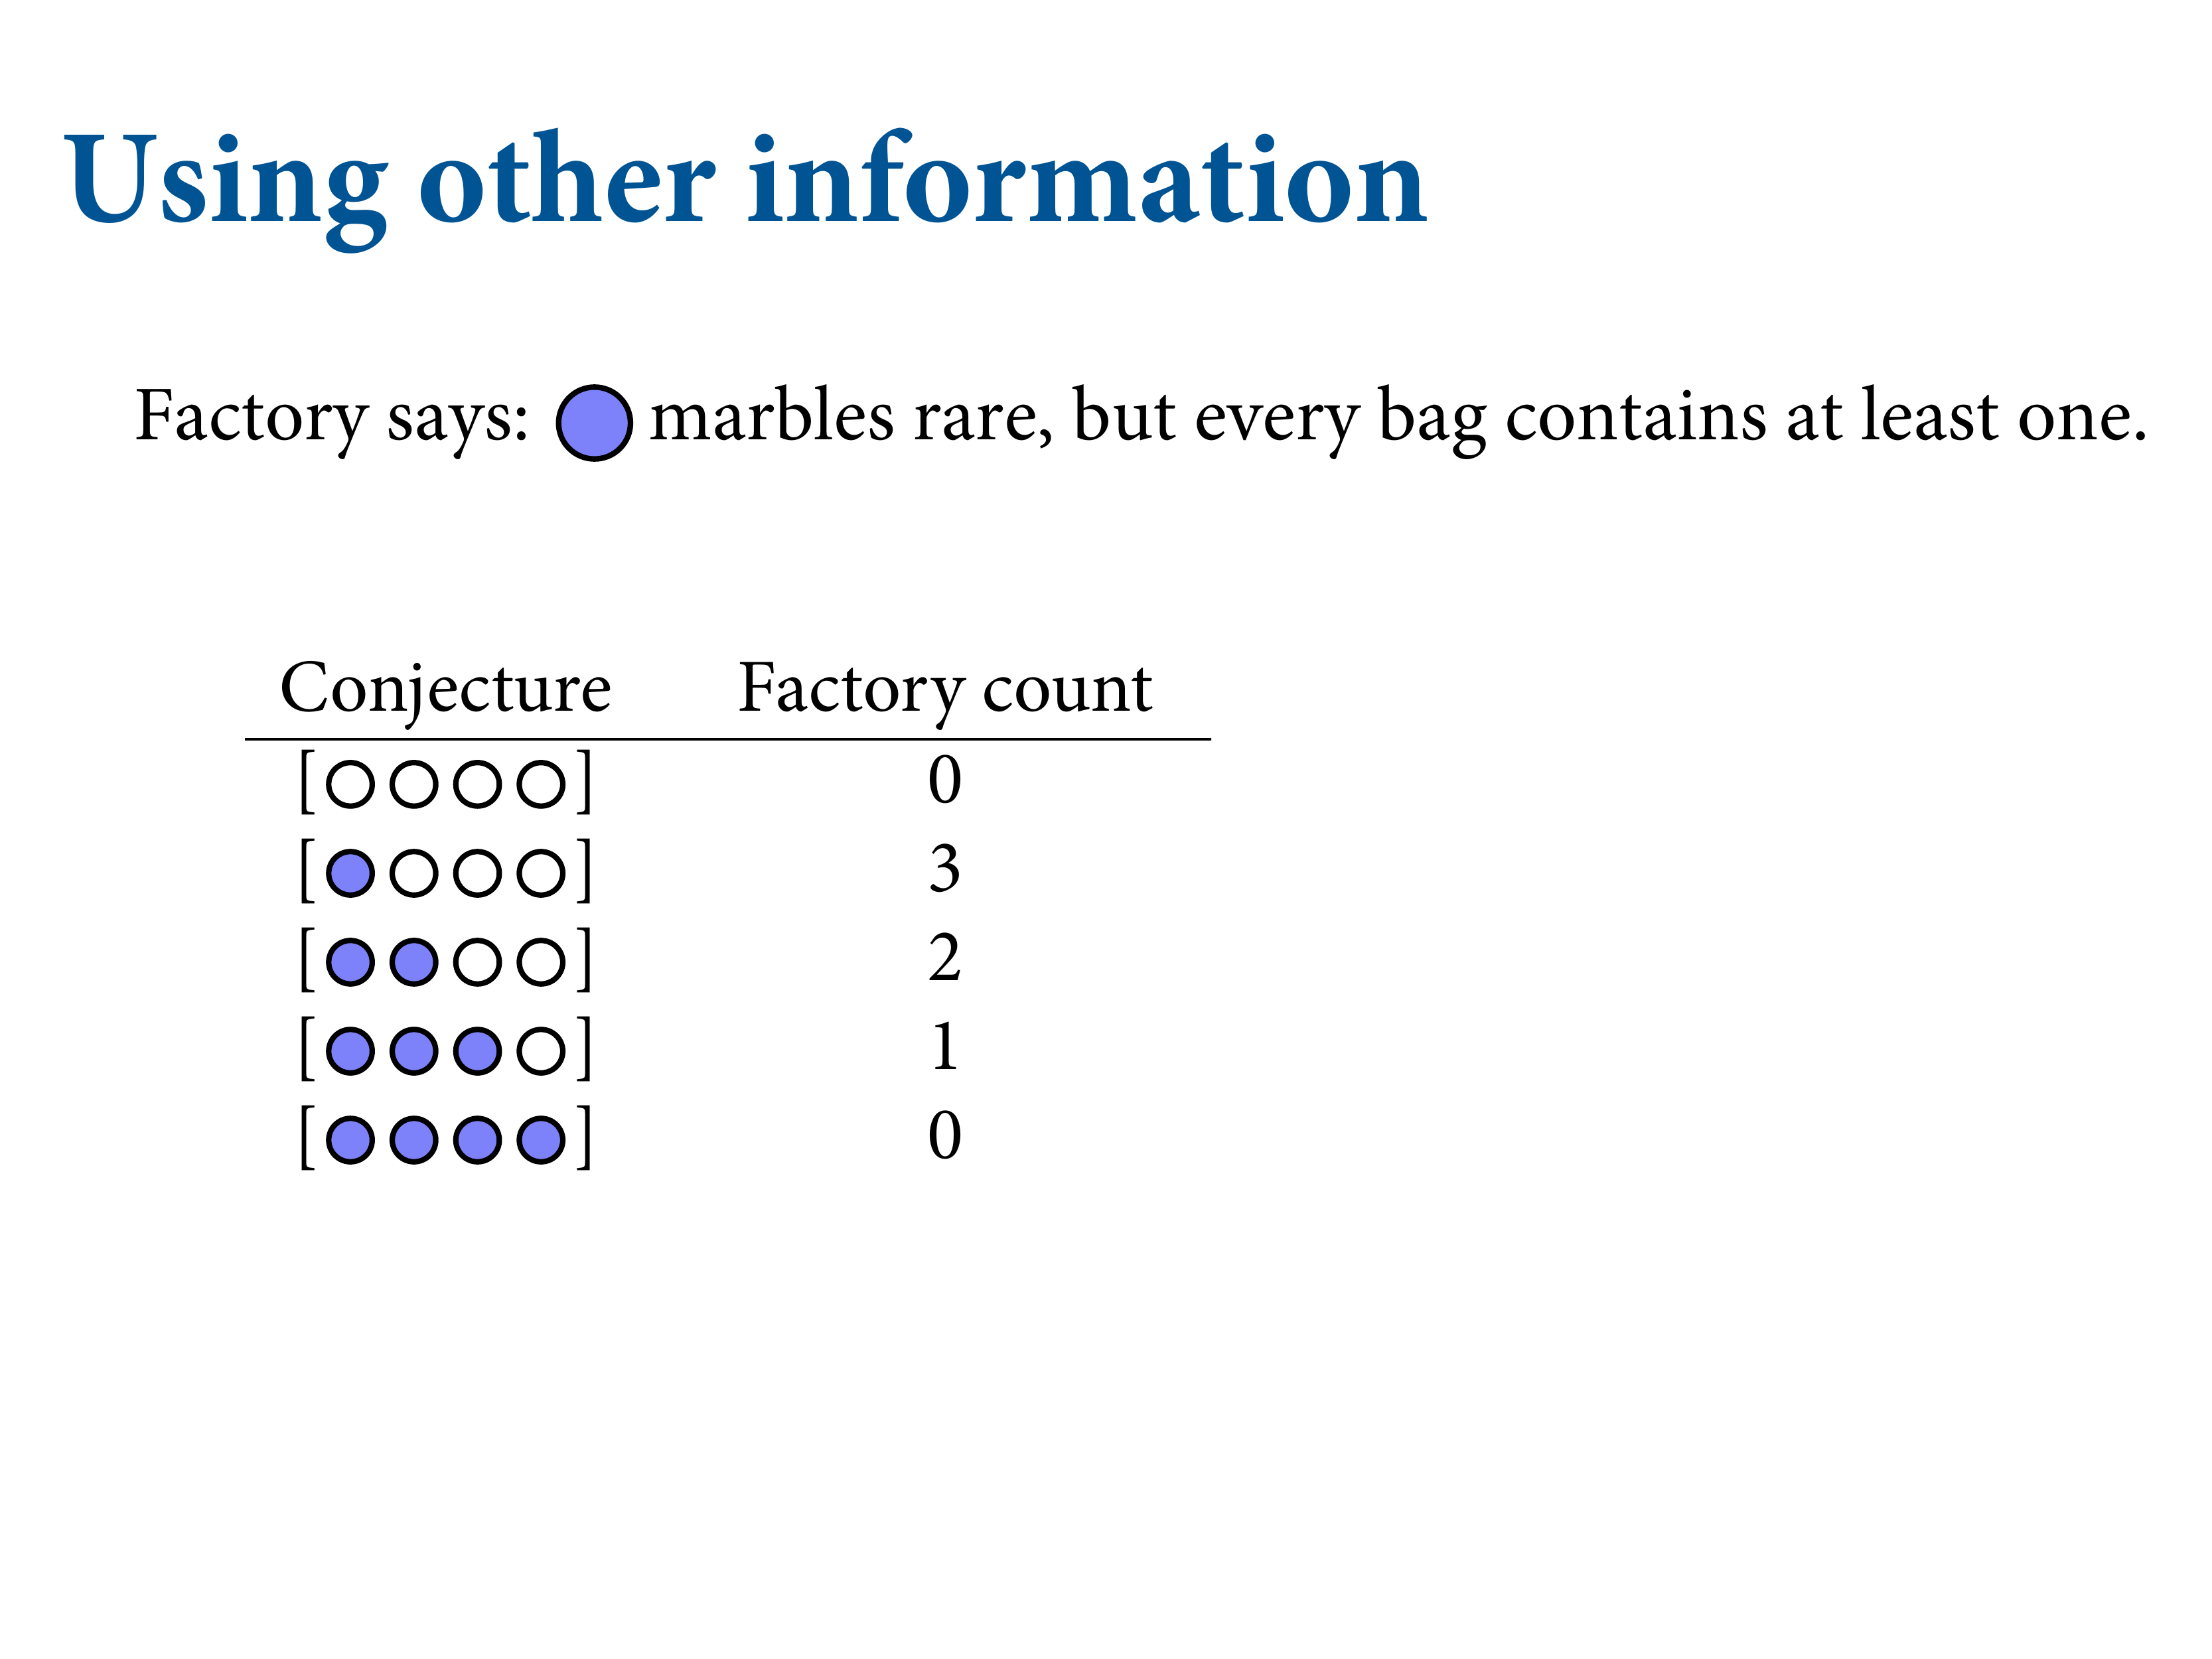 Using other information
Factory says: marbles rare, but every bag contains at least one.
Conjecture Factory count
[ ] 0
[ ] 3
[ ] 2
[ ] 1
[ ] 0